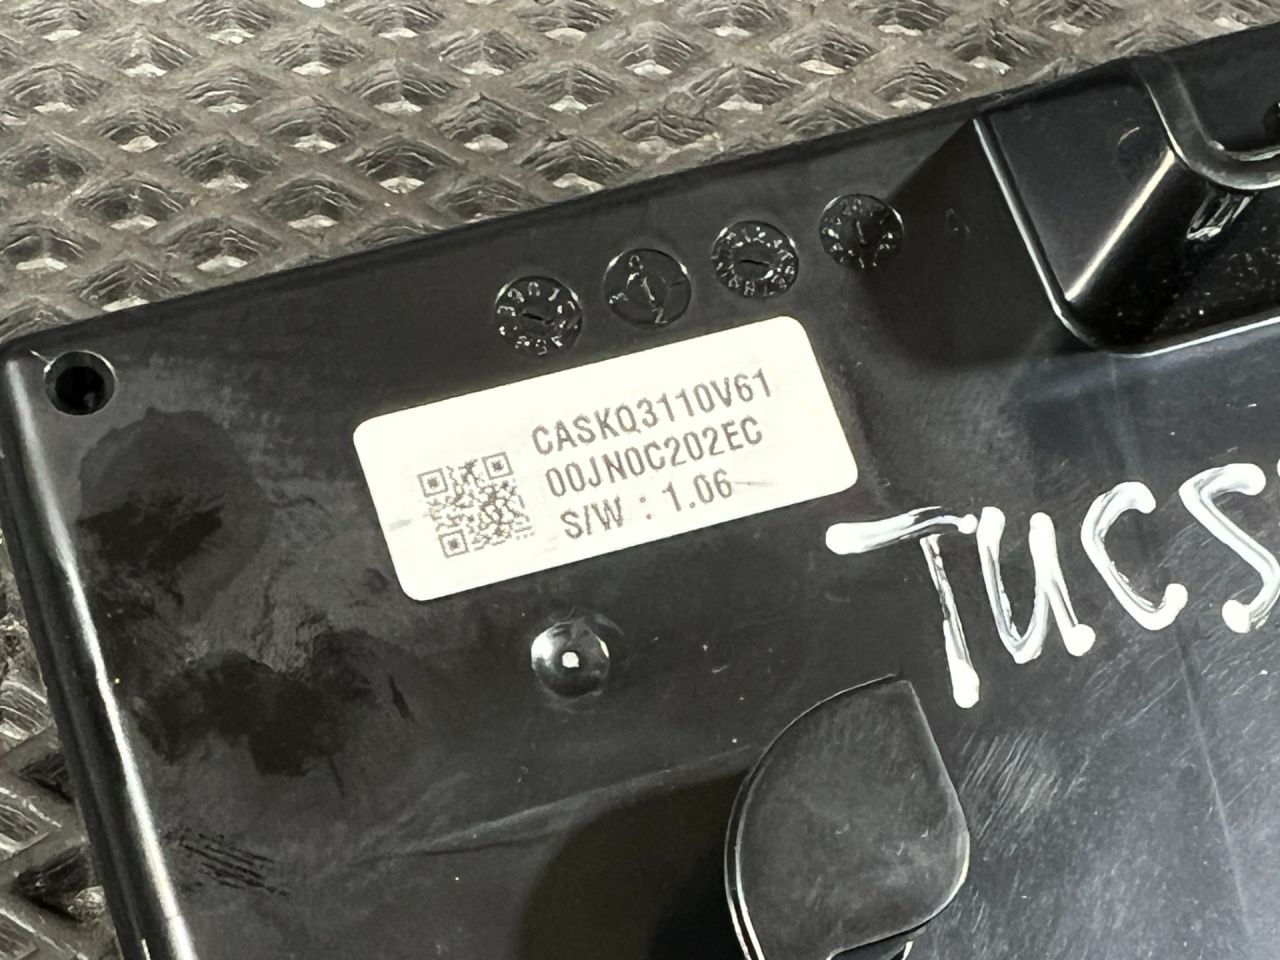 CASKQ3110V61
00JN0C202EC
S/W : 1.06
TUCS